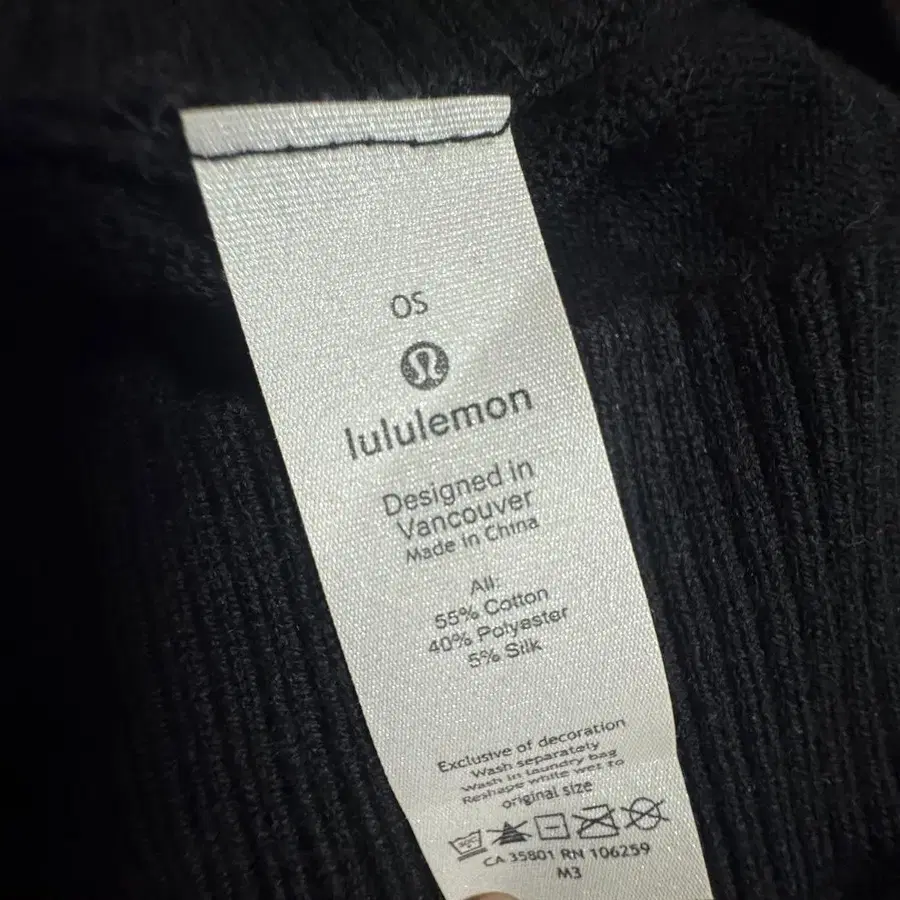 OS
lululemon
Designed in
Vancouver
Made in China
All:
55% Cotton
40% Polyester
5% Silk
Exclusive of decoration
Wash separately
Wash in laundry bag
Reshape while wet to
original size
CA 35801 RN 106259
M3